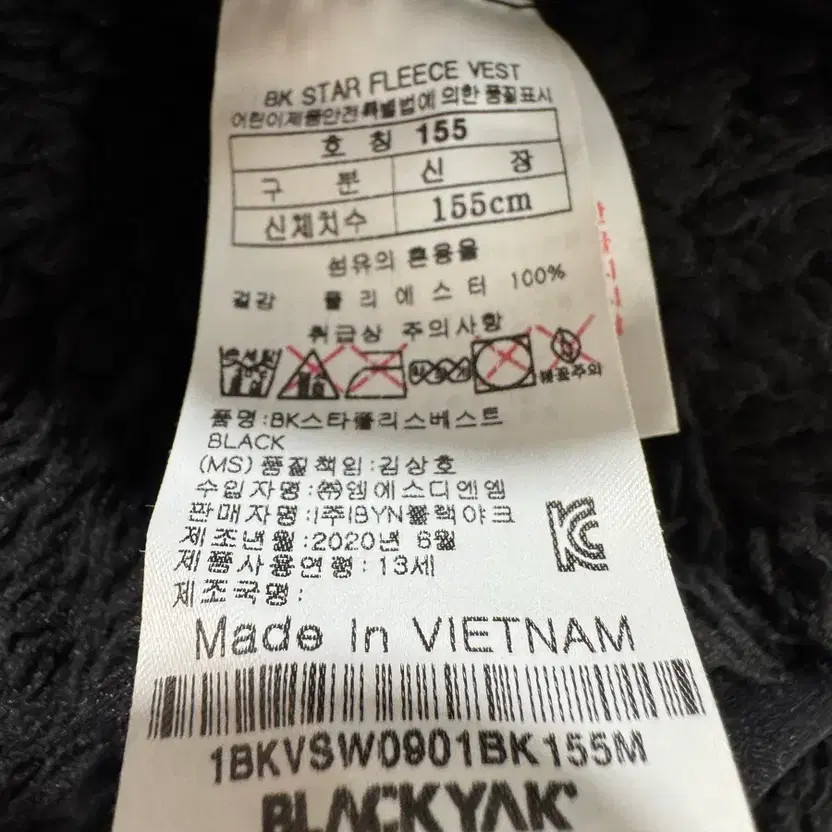 BK STAR FLEECE VEST
어린이제품안전특별법에 의한 품질표시
호 칭 155
구 분 신 장
신체치수 155cm
섬유의 혼용율
겉감 폴리에스터 100%
취급상 주의사항
불꽃주의
품명:BK스타플리스베스트
BLACK
(MS) 품질책임:김상호
수입자명:㈜엠에스디엔엠
판매자명:(주)BYN블랙야크
제조년월:2020년 6월
제품사용연령:13세
제조국명:
Made In VIETNAM
1BKVSW0901BK155M
BLACKYAK